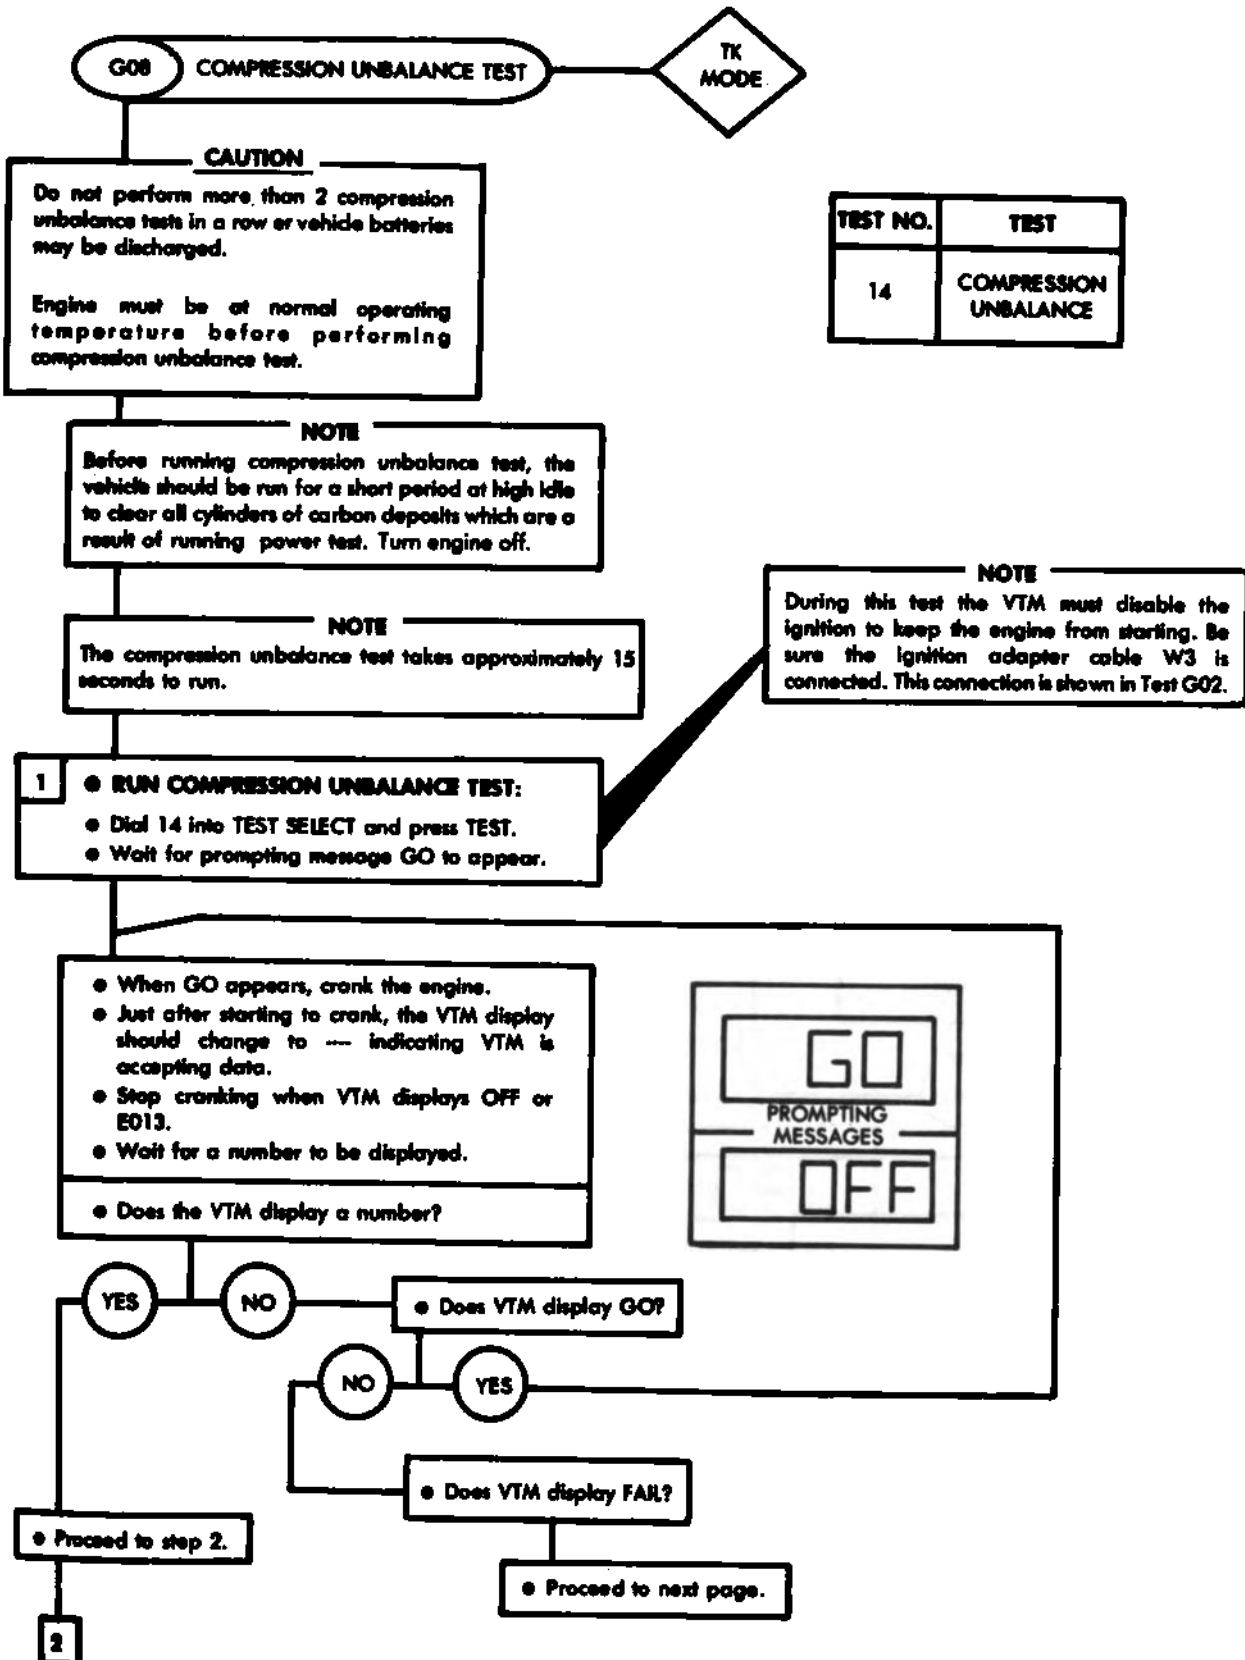 G08 COMPRESSION UNBALANCE TEST
TK
MODE
CAUTION
Do not perform more than 2 compression
unbalance tests in a row or vehicle batteries
may be discharged.
Engine must be at normal operating
temperature before performing
compression unbalance test.
TEST NO. TEST
14 COMPRESSION
UNBALANCE
NOTE
Before running compression unbalance test, the
vehicle should be run for a short period at high idle
to clear all cylinders of carbon deposits which are a
result of running power test. Turn engine off.
NOTE
The compression unbalance test takes approximately 15
seconds to run.
NOTE
During this test the VTM must disable the
ignition to keep the engine from starting. Be
sure the ignition adapter cable W3 is
connected. This connection is shown in Test G02.
1 ● RUN COMPRESSION UNBALANCE TEST:
● Dial 14 into TEST SELECT and press TEST.
● Wait for prompting message GO to appear.
● When GO appears, crank the engine.
● Just after starting to crank, the VTM display
should change to ---- indicating VTM is
accepting data.
● Stop cranking when VTM displays OFF or
E013.
● Wait for a number to be displayed.
● Does the VTM display a number?
GO
PROMPTING
MESSAGES
OFF
YES NO
● Does VTM display GO?
NO YES
● Does VTM display FAIL?
● Proceed to step 2.
● Proceed to next page.
2